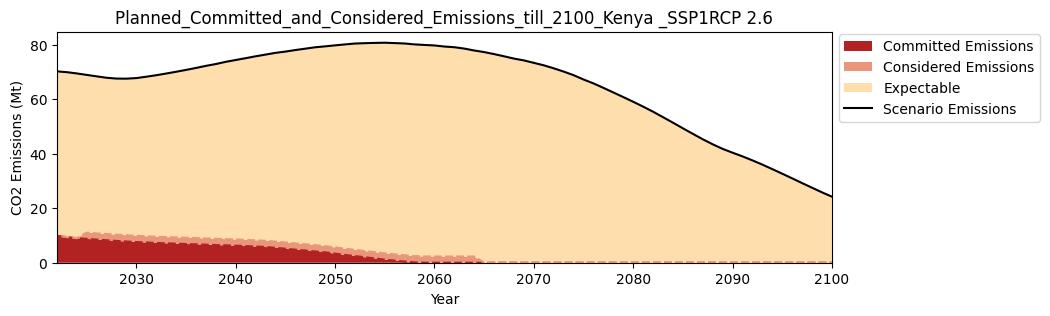 Planned_Committed_and_Considered_Emissions_till_2100_Kenya _SSP1RCP 2.6
80
60
40
20
0
CO2 Emissions (Mt)
2030
2040
2050
2060
2070
2080
2090
2100
Year
Committed Emissions
Considered Emissions
Expectable
Scenario Emissions